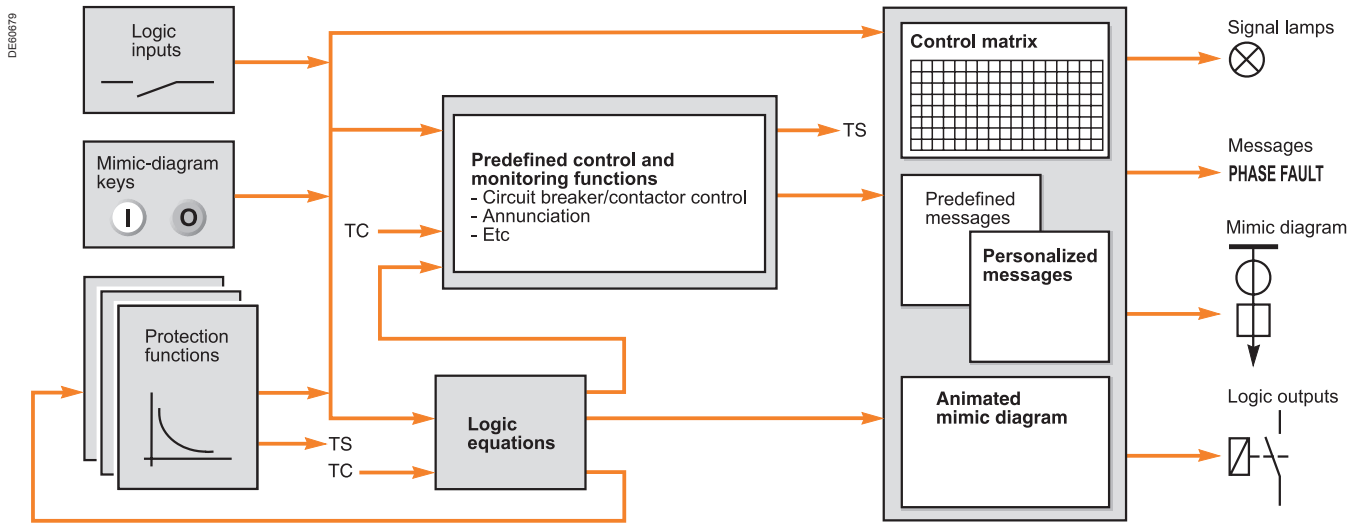 DE60679
Logic
inputs
Mimic-diagram
keys
I O
Protection
functions
TS
TC
Predefined control and
monitoring functions
- Circuit breaker/contactor control
- Annunciation
- Etc
TC
TS
Logic
equations
Control matrix
Predefined
messages
Personalized
messages
Animated
mimic diagram
Signal lamps
Messages
PHASE FAULT
Mimic diagram
Logic outputs